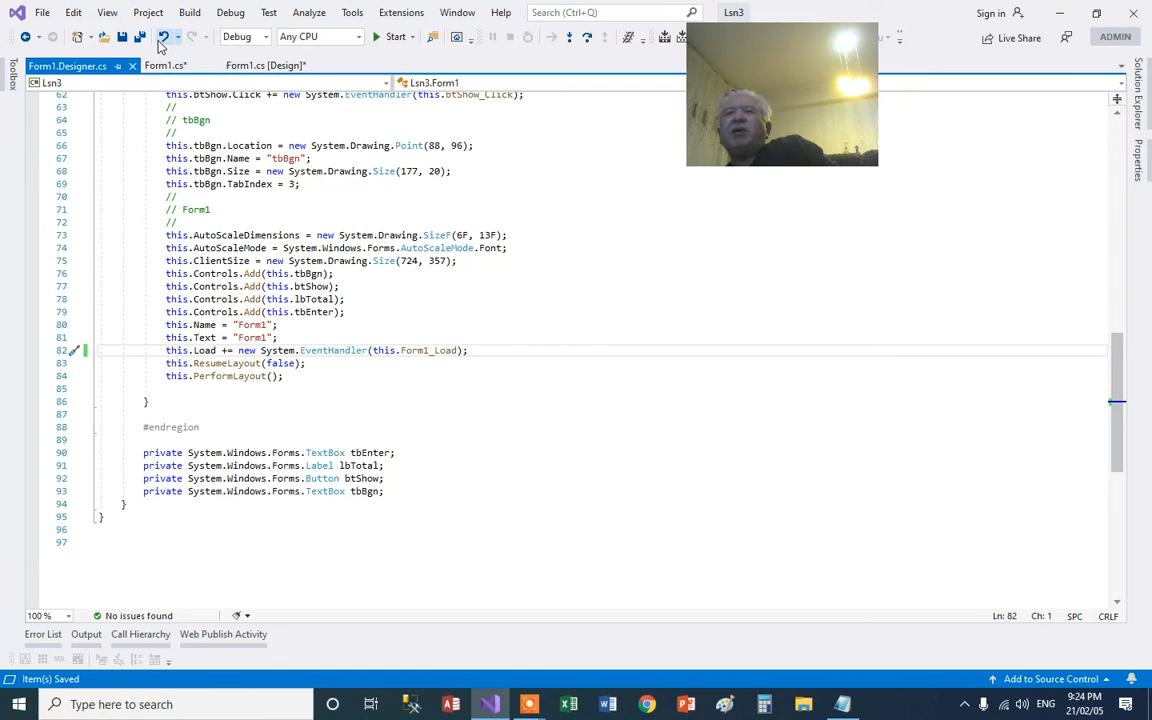 File Edit View Project Build Debug Test Analyze Tools Extensions Window Help Search (Ctrl+Q) Lsn3 Sign in
Debug Any CPU Start Live Share ADMIN
Form1.Designer.cs Form1.cs* Form1.cs [Design]*
Lsn3 Lsn3.Form1
Toolbox
Solution Explorer
Properties
62 this.btShow.Click += new System.EventHandler(this.btShow_Click);
63 //
64 // tbBgn
65 //
66 this.tbBgn.Location = new System.Drawing.Point(88, 96);
67 this.tbBgn.Name = "tbBgn";
68 this.tbBgn.Size = new System.Drawing.Size(177, 20);
69 this.tbBgn.TabIndex = 3;
70 //
71 // Form1
72 //
73 this.AutoScaleDimensions = new System.Drawing.SizeF(6F, 13F);
74 this.AutoScaleMode = System.Windows.Forms.AutoScaleMode.Font;
75 this.ClientSize = new System.Drawing.Size(724, 357);
76 this.Controls.Add(this.tbBgn);
77 this.Controls.Add(this.btShow);
78 this.Controls.Add(this.lbTotal);
79 this.Controls.Add(this.tbEnter);
80 this.Name = "Form1";
81 this.Text = "Form1";
82 this.Load += new System.EventHandler(this.Form1_Load);
83 this.ResumeLayout(false);
84 this.PerformLayout();
85
86 }
87
88 #endregion
89
90 private System.Windows.Forms.TextBox tbEnter;
91 private System.Windows.Forms.Label lbTotal;
92 private System.Windows.Forms.Button btShow;
93 private System.Windows.Forms.TextBox tbBgn;
94 }
95 }
96
97
100 % No issues found Ln: 82 Ch: 1 SPC CRLF
Error List Output Call Hierarchy Web Publish Activity
Item(s) Saved Add to Source Control
Type here to search ENG 9:24 PM
21/02/05